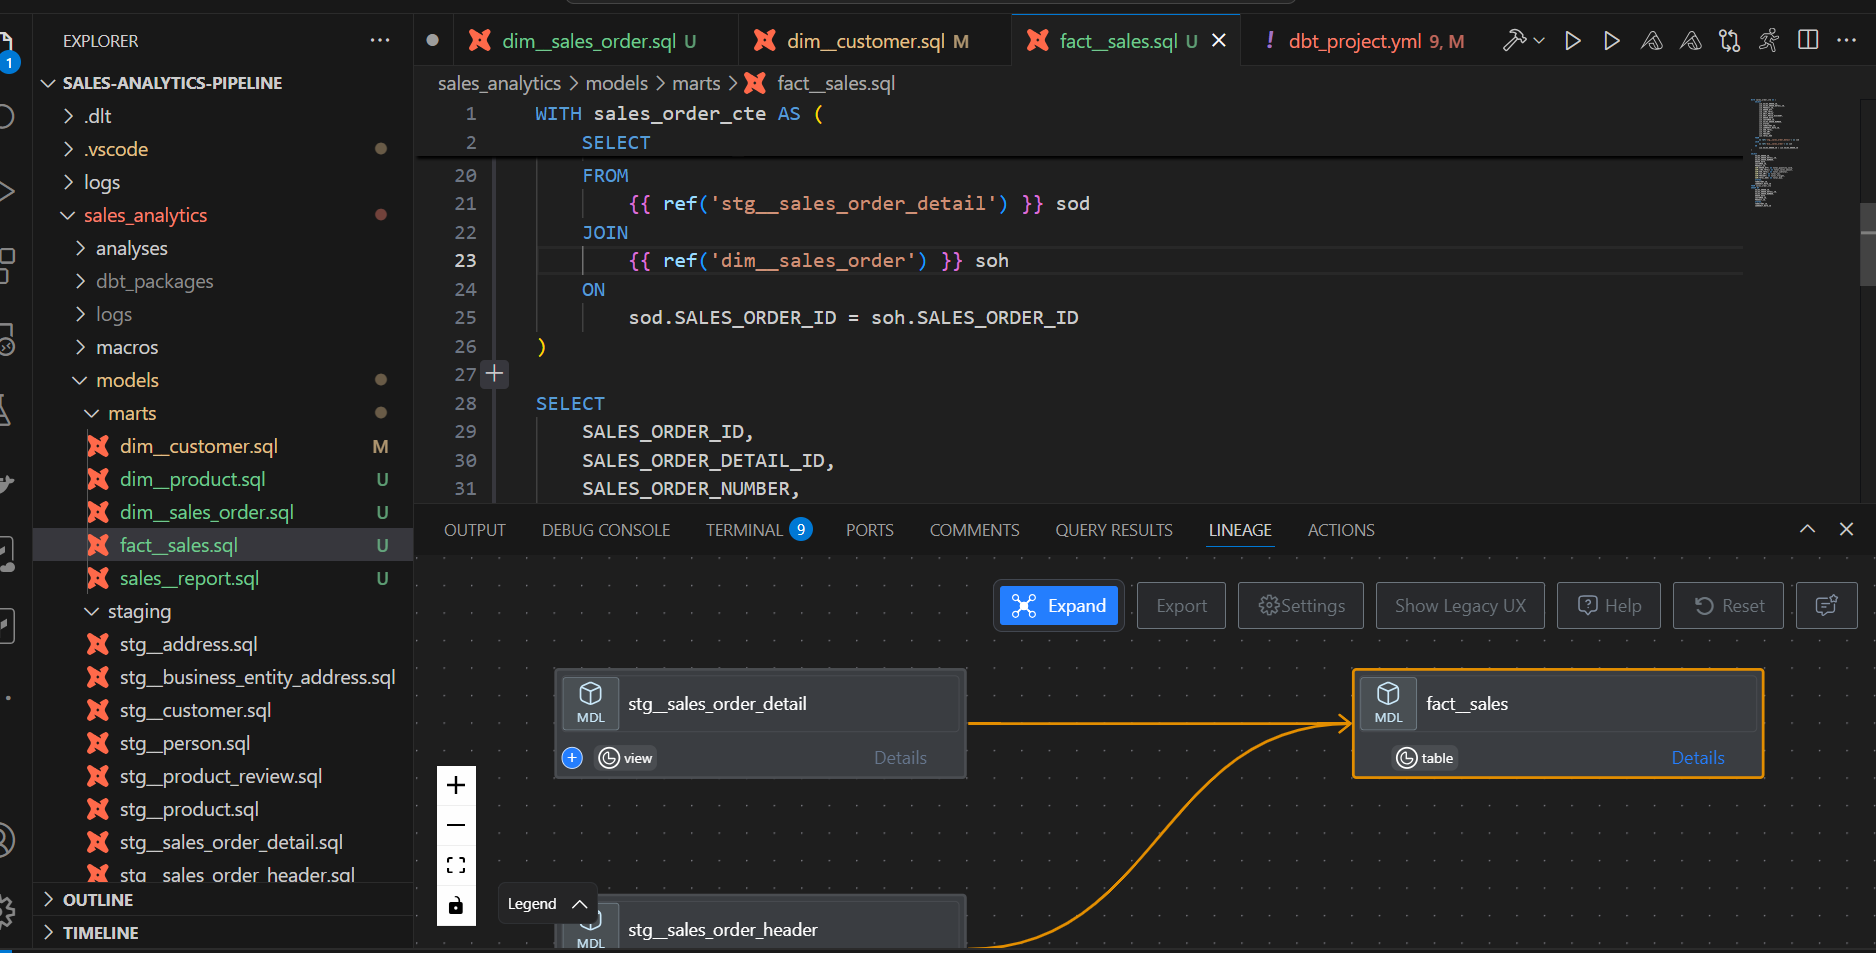 EXPLORER
SALES-ANALYTICS-PIPELINE
.dlt
.vscode
logs
sales_analytics
analyses
dbt_packages
logs
macros
models
marts
dim__customer.sql M
dim__product.sql U
dim__sales_order.sql U
fact__sales.sql U
sales__report.sql U
staging
stg__address.sql
stg__business_entity_address.sql
stg__customer.sql
stg__person.sql
stg__product_review.sql
stg__product.sql
stg__sales_order_detail.sql
stg__sales_order_header.sql
OUTLINE
TIMELINE
1
dim__sales_order.sql U
dim__customer.sql M
fact__sales.sql U
! dbt_project.yml 9, M
sales_analytics > models > marts > fact__sales.sql
1 WITH sales_order_cte AS (
2 SELECT
20 FROM
21 {{ ref('stg__sales_order_detail') }} sod
22 JOIN
23 {{ ref('dim__sales_order') }} soh
24 ON
25 sod.SALES_ORDER_ID = soh.SALES_ORDER_ID
26 )
27
28 SELECT
29 SALES_ORDER_ID,
30 SALES_ORDER_DETAIL_ID,
31 SALES_ORDER_NUMBER,
OUTPUT DEBUG CONSOLE TERMINAL 9 PORTS COMMENTS QUERY RESULTS LINEAGE ACTIONS
Expand Export Settings Show Legacy UX Help Reset
MDL stg__sales_order_detail
view Details
MDL fact__sales
table Details
Legend
MDL stg__sales_order_header